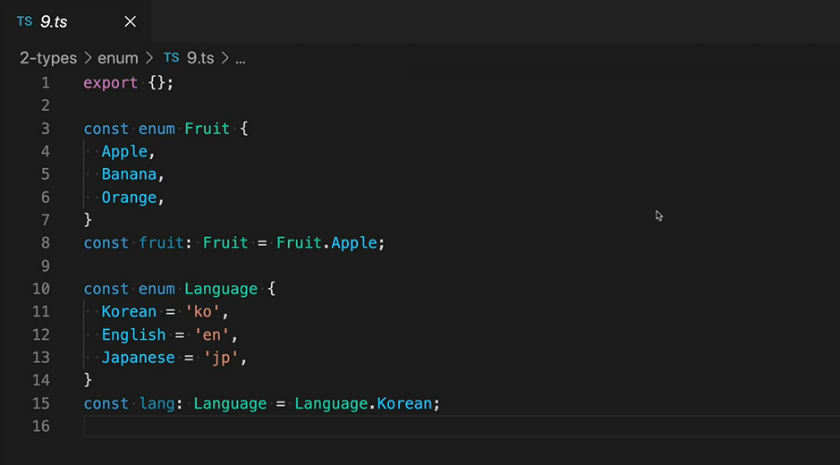 TS 9.ts ×
2-types > enum > TS 9.ts > ...
1 export {};
2
3 const enum Fruit {
4 Apple,
5 Banana,
6 Orange,
7 }
8 const fruit: Fruit = Fruit.Apple;
9
10 const enum Language {
11 Korean = 'ko',
12 English = 'en',
13 Japanese = 'jp',
14 }
15 const lang: Language = Language.Korean;
16